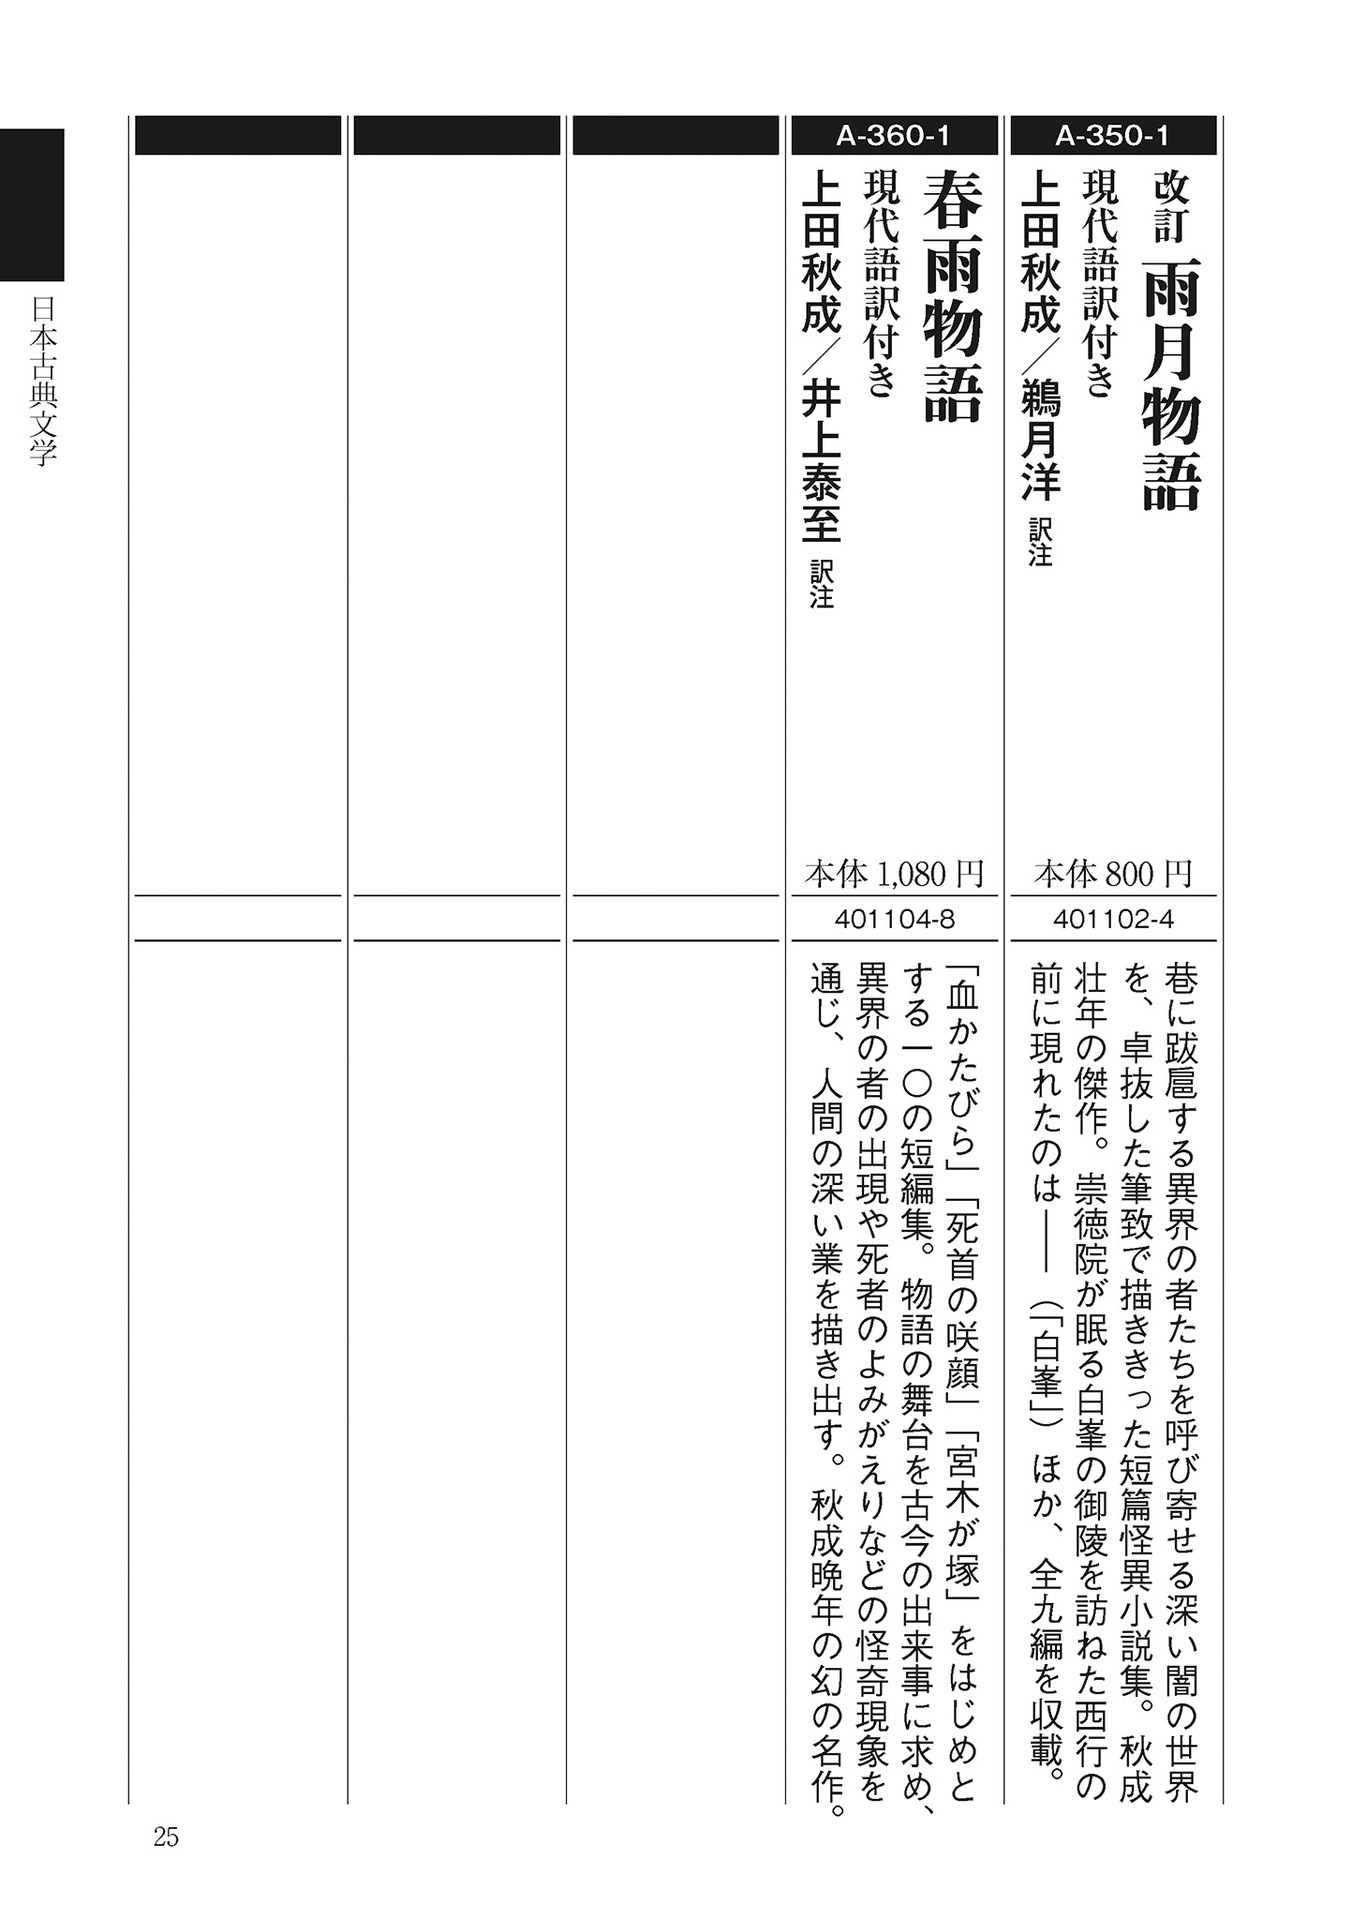 A-350-1
改訂 雨月物語
現代語訳付き
上田秋成／鵜月洋 訳注
本体 800 円
401102-4
巷に跋扈する異界の者たちを呼び寄せる深い闇の世界
を、卓抜した筆致で描ききった短篇怪異小説集。秋成
壮年の傑作。崇徳院が眠る白峯の御陵を訪ねた西行の
前に現れたのは――（「白峯」）ほか、全九編を収載。
A-360-1
春雨物語
現代語訳付き
上田秋成／井上泰至 訳注
本体 1,080 円
401104-8
「血かたびら」「死首の咲顔」「宮木が塚」をはじめと
する一〇の短編集。物語の舞台を古今の出来事に求め、
異界の者の出現や死者のよみがえりなどの怪奇現象を
通じ、人間の深い業を描き出す。秋成晩年の幻の名作。
日本古典文学
25